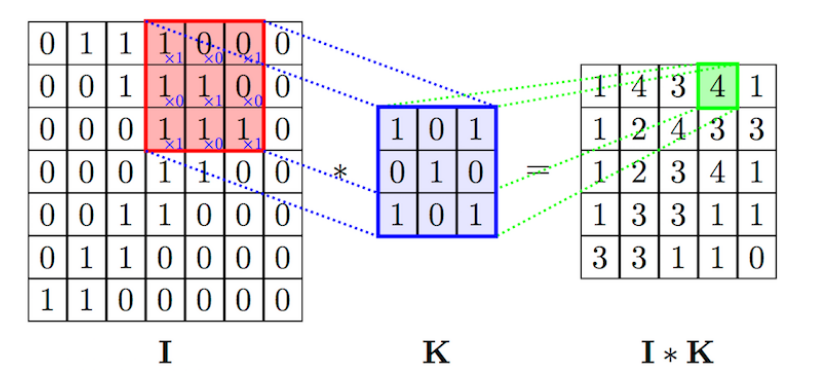 0 1 1 1×1 0×0 0×1 0
0 0 1 1×0 1×1 0×0 0
0 0 0 1×1 1×0 1×1 0
0 0 0 1 1 0 0
0 0 1 1 0 0 0
0 1 1 0 0 0 0
1 1 0 0 0 0 0
I
*
1 0 1
0 1 0
1 0 1
K
=
1 4 3 4 1
1 2 4 3 3
1 2 3 4 1
1 3 3 1 1
3 3 1 1 0
I * K